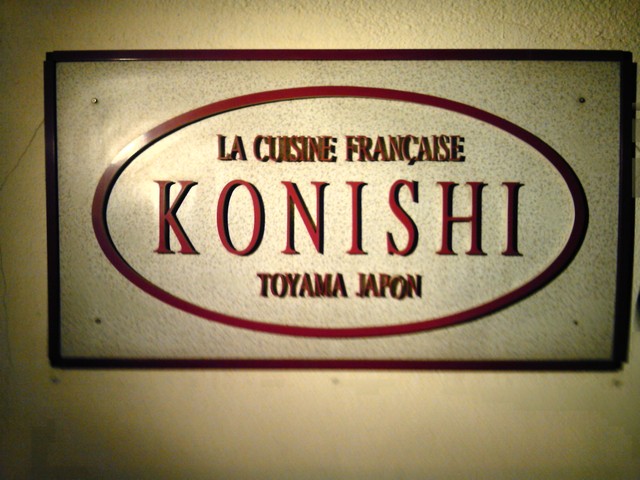 LA CUISINE FRANÇAISE
KONISHI
TOYAMA JAPON